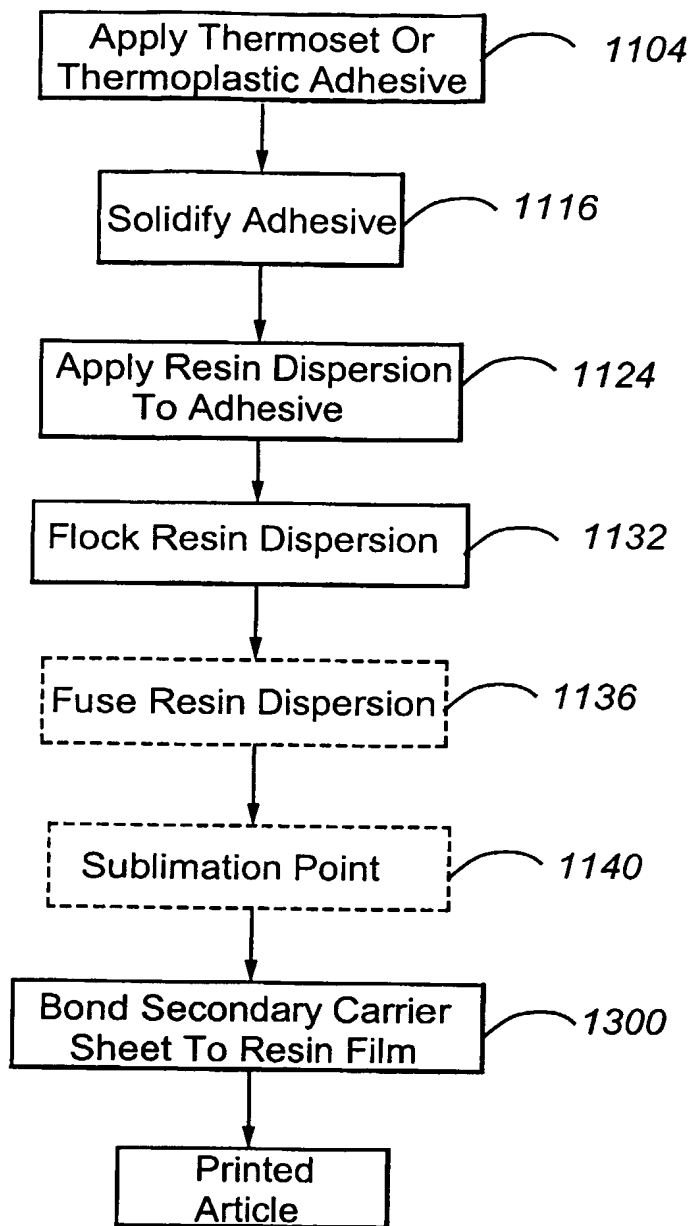 Apply Thermoset Or
Thermoplastic Adhesive
1104
Solidify Adhesive
1116
Apply Resin Dispersion
To Adhesive
1124
Flock Resin Dispersion
1132
Fuse Resin Dispersion
1136
Sublimation Point
1140
Bond Secondary Carrier
Sheet To Resin Film
1300
Printed
Article